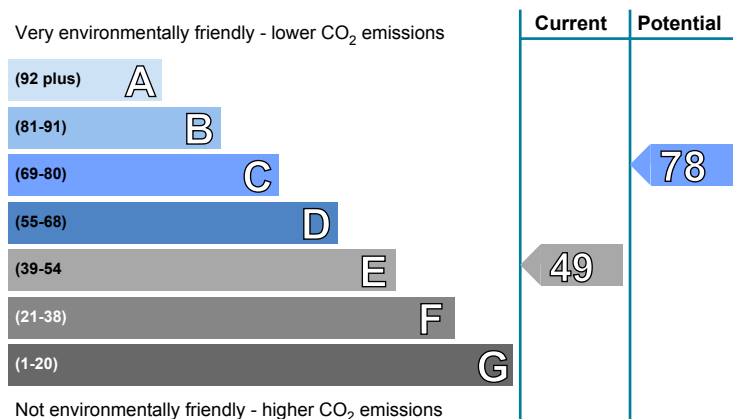 Very environmentally friendly - lower CO2 emissions
Current
Potential
(92 plus) A
(81-91) B
(69-80) C
78
(55-68) D
(39-54 E
49
(21-38) F
(1-20) G
Not environmentally friendly - higher CO2 emissions